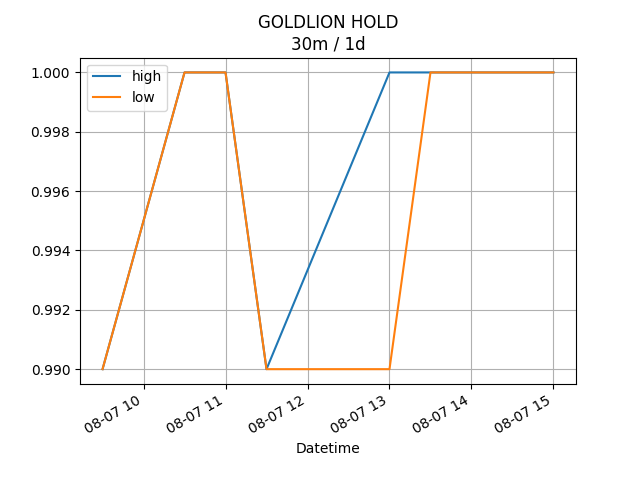 GOLDLION HOLD
30m / 1d
high
low
1.000
0.998
0.996
0.994
0.992
0.990
08-07 10
08-07 11
08-07 12
08-07 13
08-07 14
08-07 15
Datetime